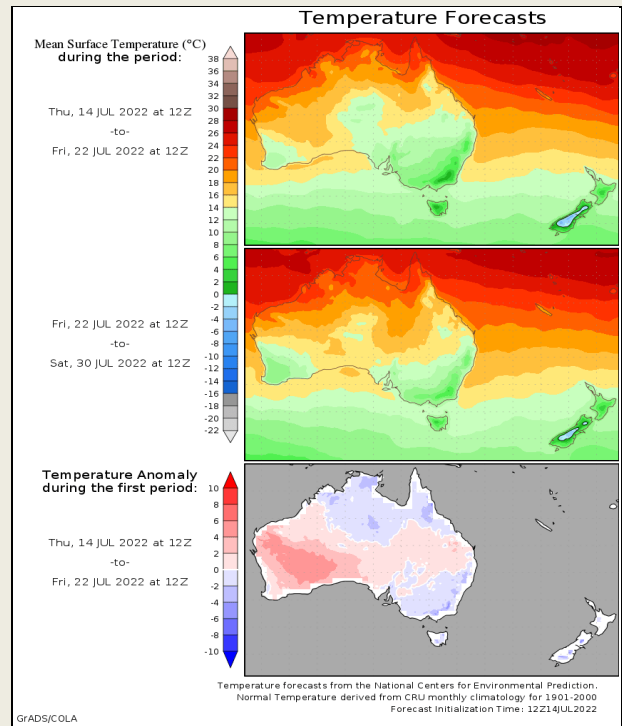 Temperature Forecasts
Mean Surface Temperature (°C)
during the period:
38
36
34
32
30
28
26
24
22
20
18
16
14
12
10
8
6
4
2
0
-2
-4
-6
-8
-10
-12
-14
-16
-18
-20
-22
Thu, 14 JUL 2022 at 12Z
-to-
Fri, 22 JUL 2022 at 12Z
Fri, 22 JUL 2022 at 12Z
-to-
Sat, 30 JUL 2022 at 12Z
Temperature Anomaly
during the first period:
10
8
6
4
2
0
-2
-4
-6
-8
-10
Thu, 14 JUL 2022 at 12Z
-to-
Fri, 22 JUL 2022 at 12Z
Temperature forecasts from the National Centers for Environmental Prediction.
Normal Temperature derived from CRU monthly climatology for 1901-2000
Forecast Initialization Time: 12Z14JUL2022
GrADS/COLA